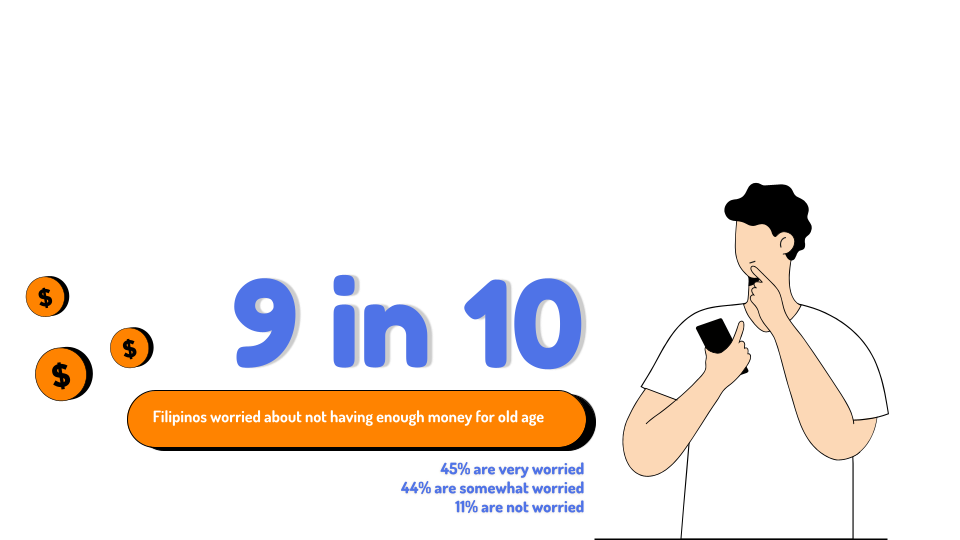 9 in 10
$
$
$
Filipinos worried about not having enough money for old age
45% are very worried
44% are somewhat worried
11% are not worried